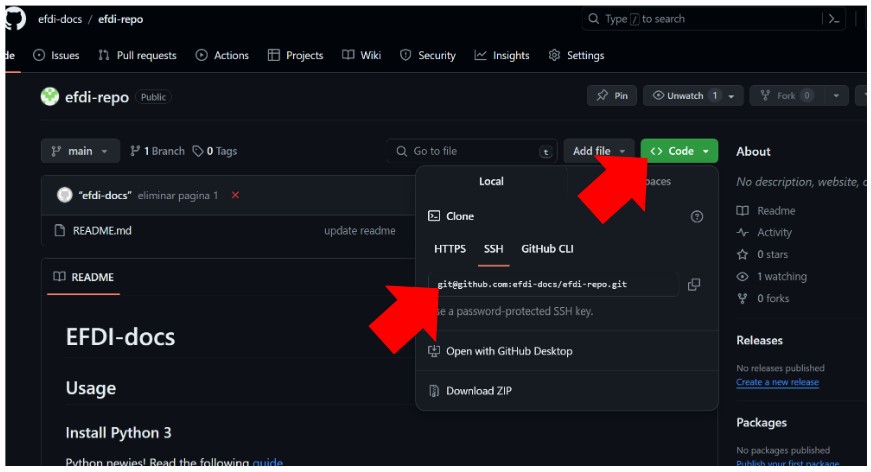 efdi-docs / efdi-repo
Type / to search
de Issues Pull requests Actions Projects Wiki Security Insights Settings
efdi-repo Public
Pin
Unwatch 1
Fork 0
main
1 Branch
0 Tags
Go to file t
Add file
<> Code
"efdi-docs" eliminar pagina 1
README.md update readme
README
EFDI-docs
Usage
Install Python 3
Python newies! Read the following guide
Local
Clone
HTTPS SSH GitHub CLI
git@github.com:efdi-docs/efdi-repo.git
a password-protected SSH key.
Open with GitHub Desktop
Download ZIP
About
No description, website,
Readme
Activity
0 stars
1 watching
0 forks
Releases
No releases published
Create a new release
Packages
No packages published
Publish your first package